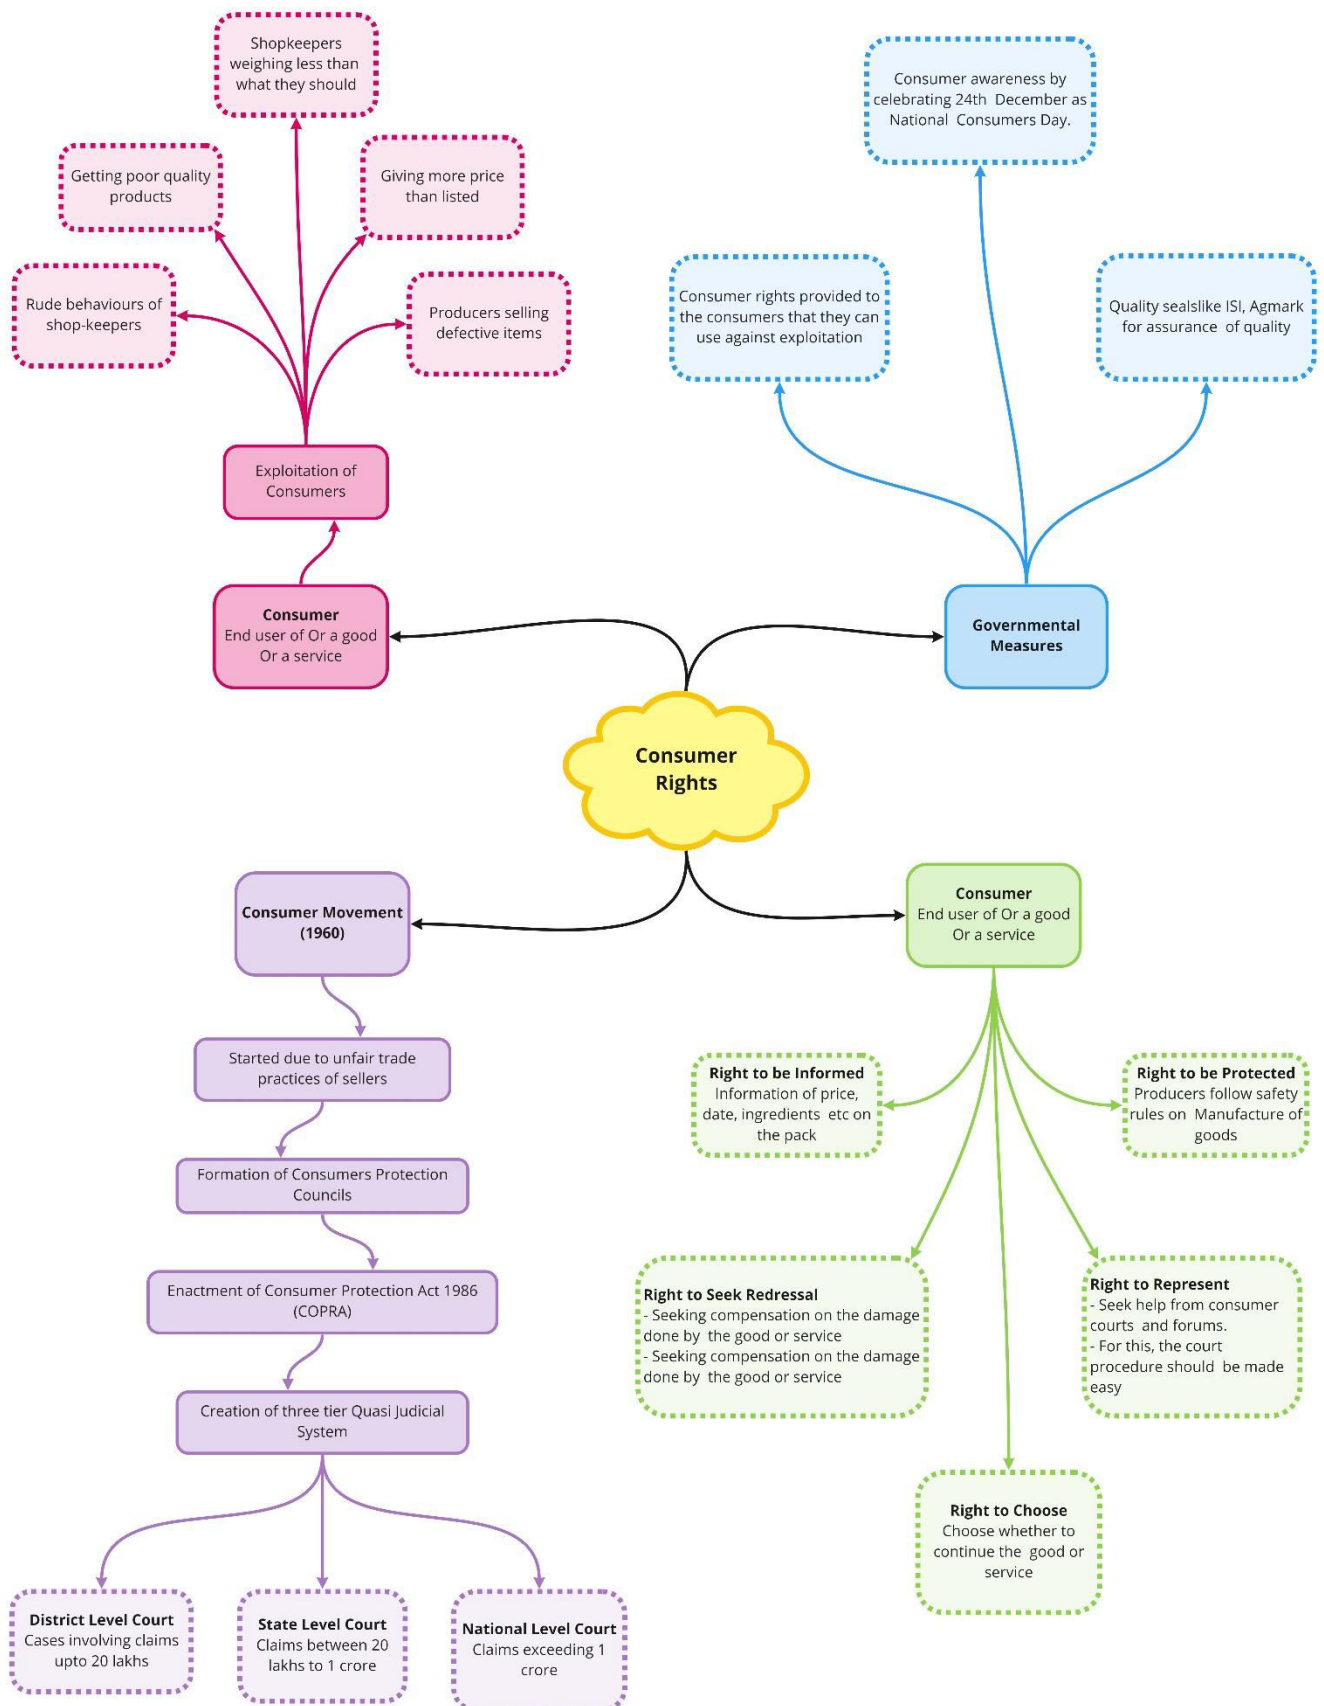 Shopkeepers
weighing less than
what they should
Getting poor quality
products
Giving more price
than listed
Rude behaviours of
shop-keepers
Producers selling
defective items
Exploitation of
Consumers
Consumer
End user of Or a good
Or a service
Consumer awareness by
celebrating 24th December as
National Consumers Day.
Consumer rights provided to
the consumers that they can
use against exploitation
Quality sealslike ISI, Agmark
for assurance of quality
Governmental
Measures
Consumer
Rights
Consumer Movement
(1960)
Started due to unfair trade
practices of sellers
Formation of Consumers Protection
Councils
Enactment of Consumer Protection Act 1986
(COPRA)
Creation of three tier Quasi Judicial
System
District Level Court
Cases involving claims
upto 20 lakhs
State Level Court
Claims between 20
lakhs to 1 crore
National Level Court
Claims exceeding 1
crore
Consumer
End user of Or a good
Or a service
Right to be Informed
Information of price,
date, ingredients etc on
the pack
Right to be Protected
Producers follow safety
rules on Manufacture of
goods
Right to Seek Redressal
- Seeking compensation on the damage
done by the good or service
- Seeking compensation on the damage
done by the good or service
Right to Represent
- Seek help from consumer
courts and forums.
- For this, the court
procedure should be made
easy
Right to Choose
Choose whether to
continue the good or
service